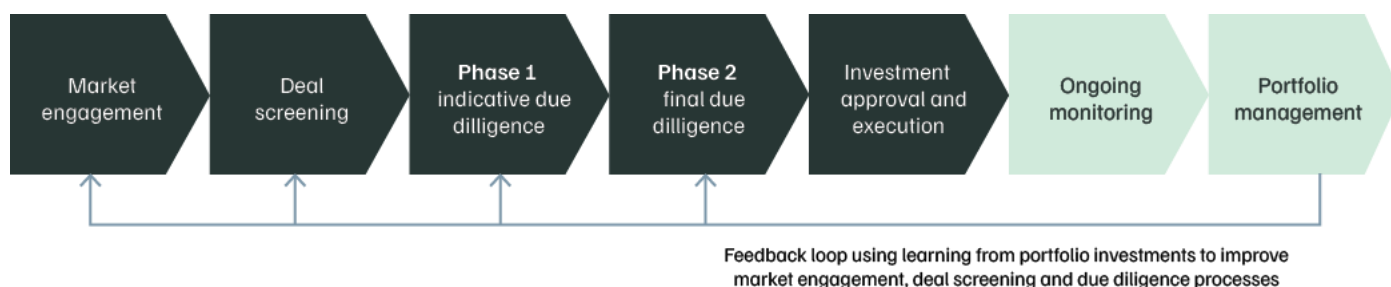 Market
engagement
Deal
screening
Phase 1
indicative due
dilligence
Phase 2
final due
dilligence
Investment
approval and
execution
Ongoing
monitoring
Portfolio
management
Feedback loop using learning from portfolio investments to improve
market engagement, deal screening and due diligence processes